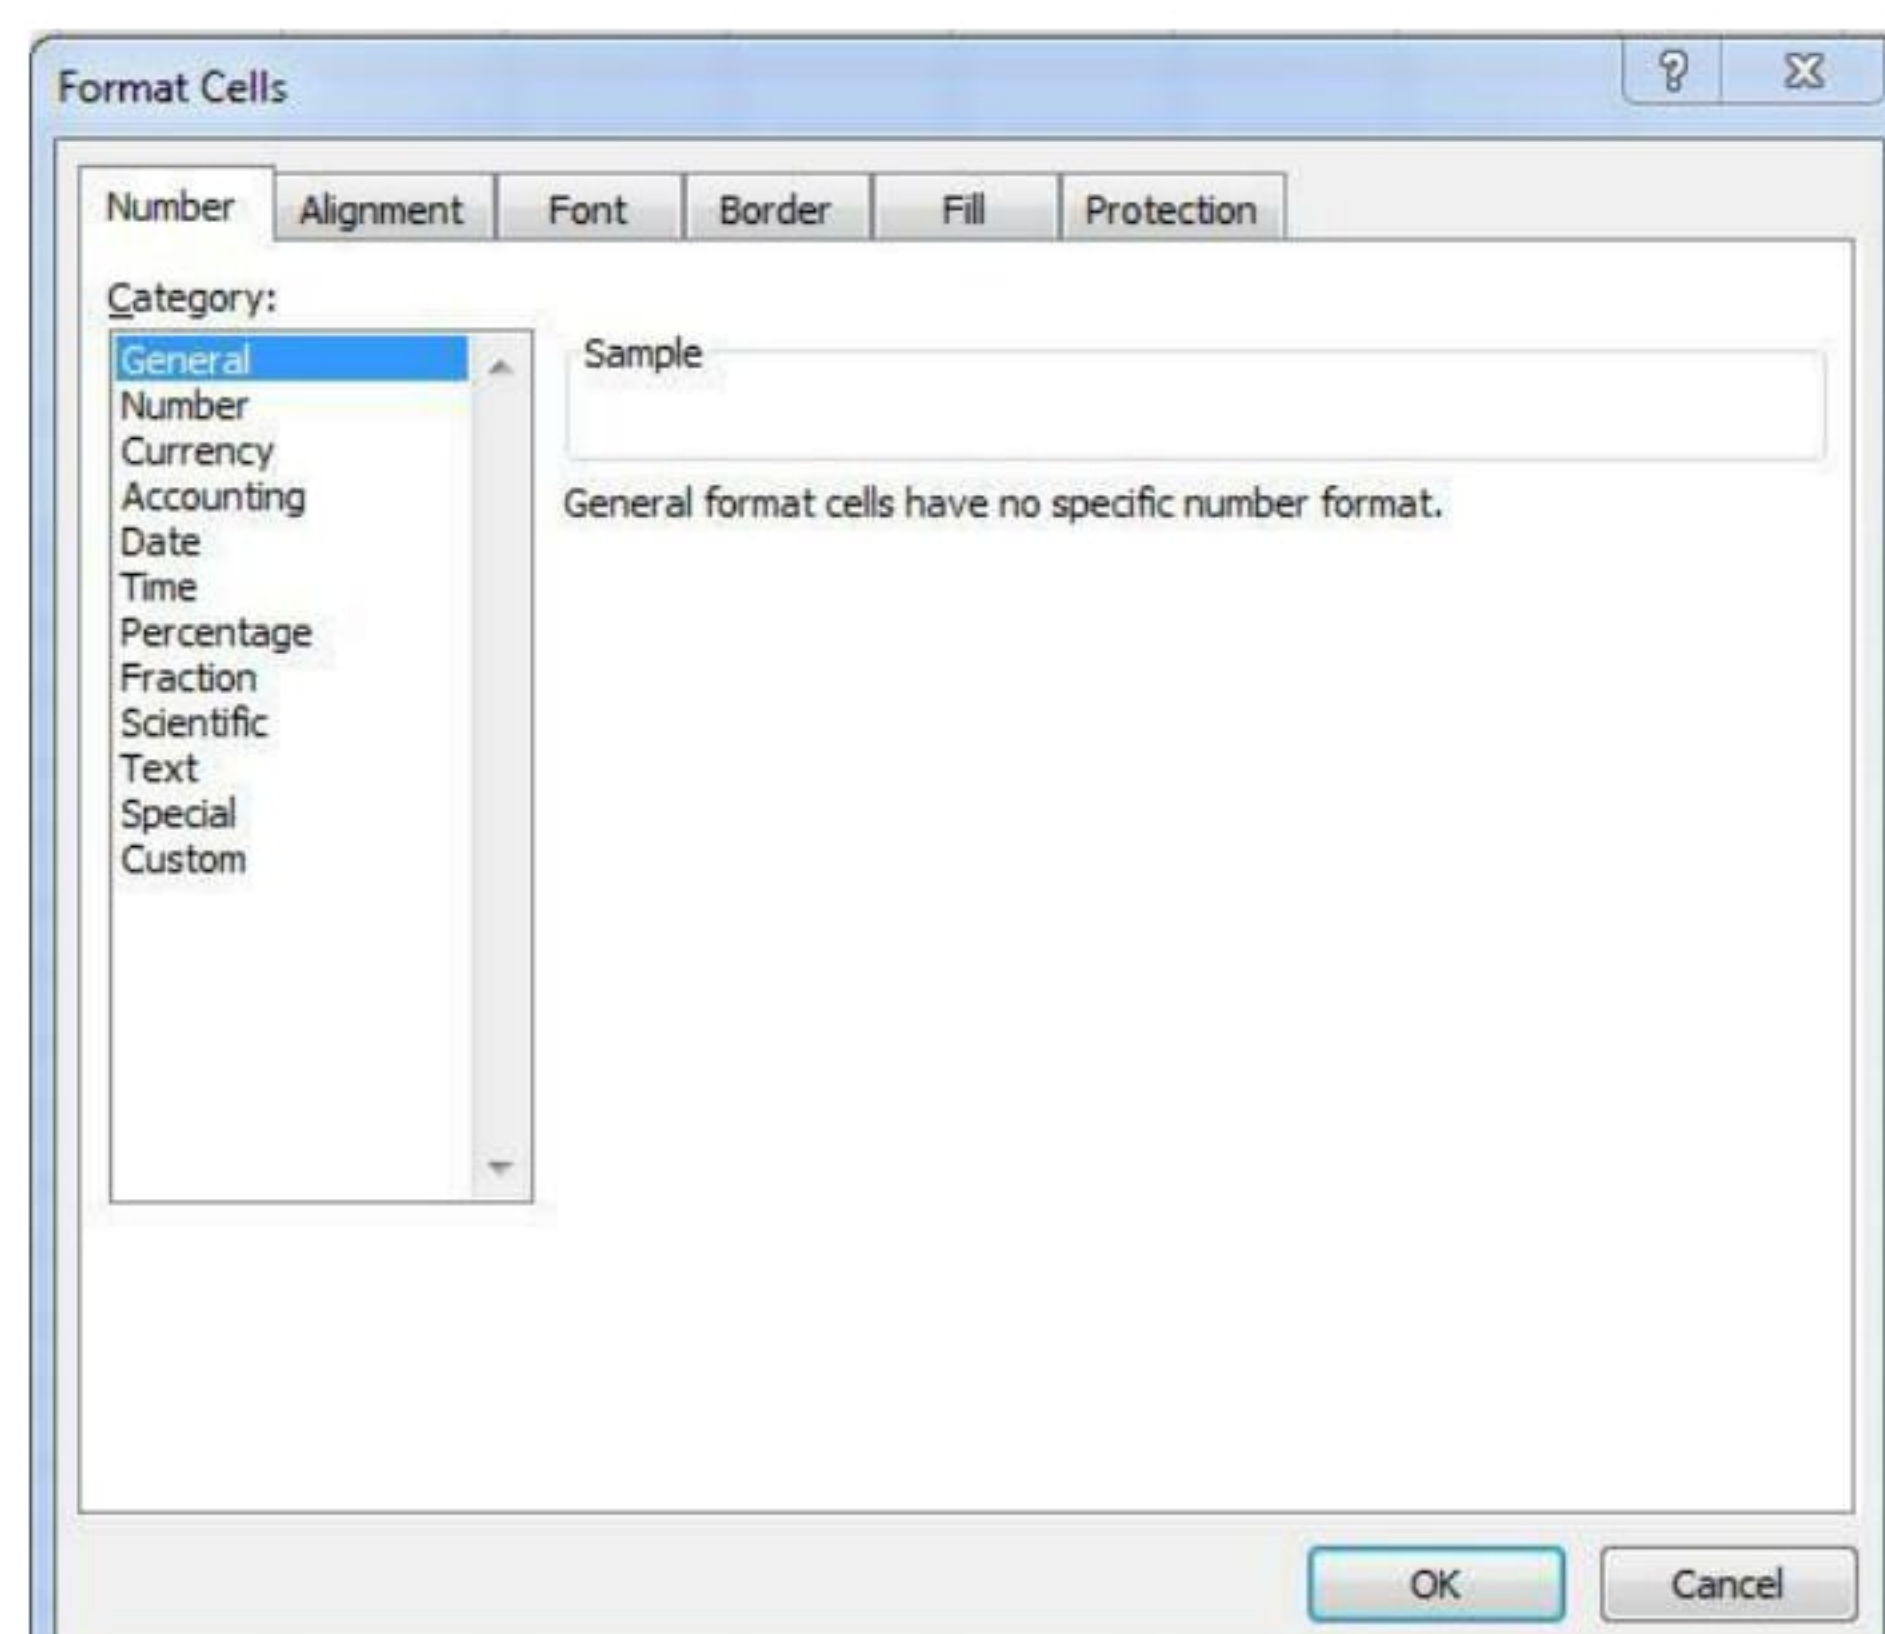 Format Cells
Number Alignment Font Border Fill Protection
Category:
General
Number
Currency
Accounting
Date
Time
Percentage
Fraction
Scientific
Text
Special
Custom
Sample
General format cells have no specific number format.
OK Cancel